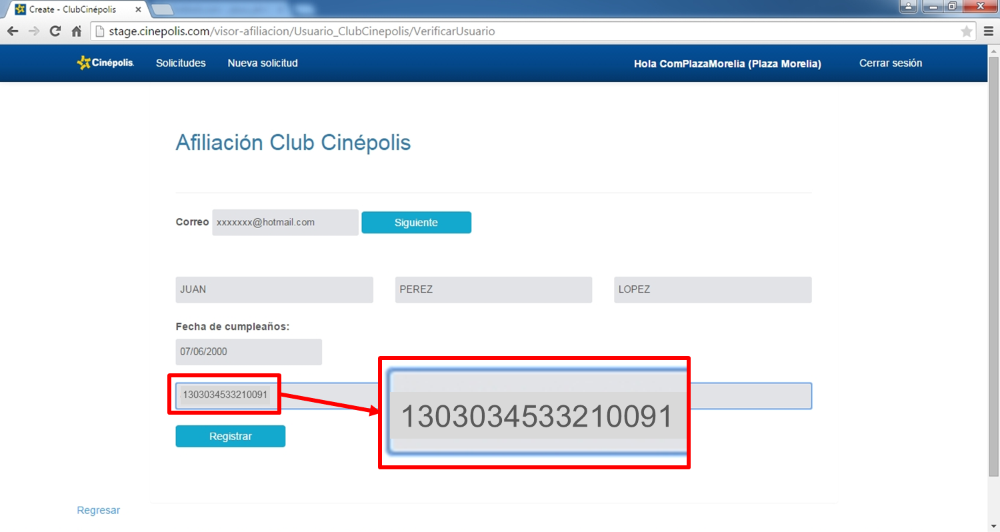 Create - ClubCinépolis
stage.cinepolis.com/visor-afiliacion/Usuario_ClubCinepolis/VerificarUsuario
Cinépolis. Solicitudes Nueva solicitud Hola ComPlazaMorelia (Plaza Morelia) Cerrar sesión
Afiliación Club Cinépolis
Correo xxxxxxx@hotmail.com Siguiente
JUAN PEREZ LOPEZ
Fecha de cumpleaños:
07/06/2000
1303034533210091
1303034533210091
Registrar
Regresar